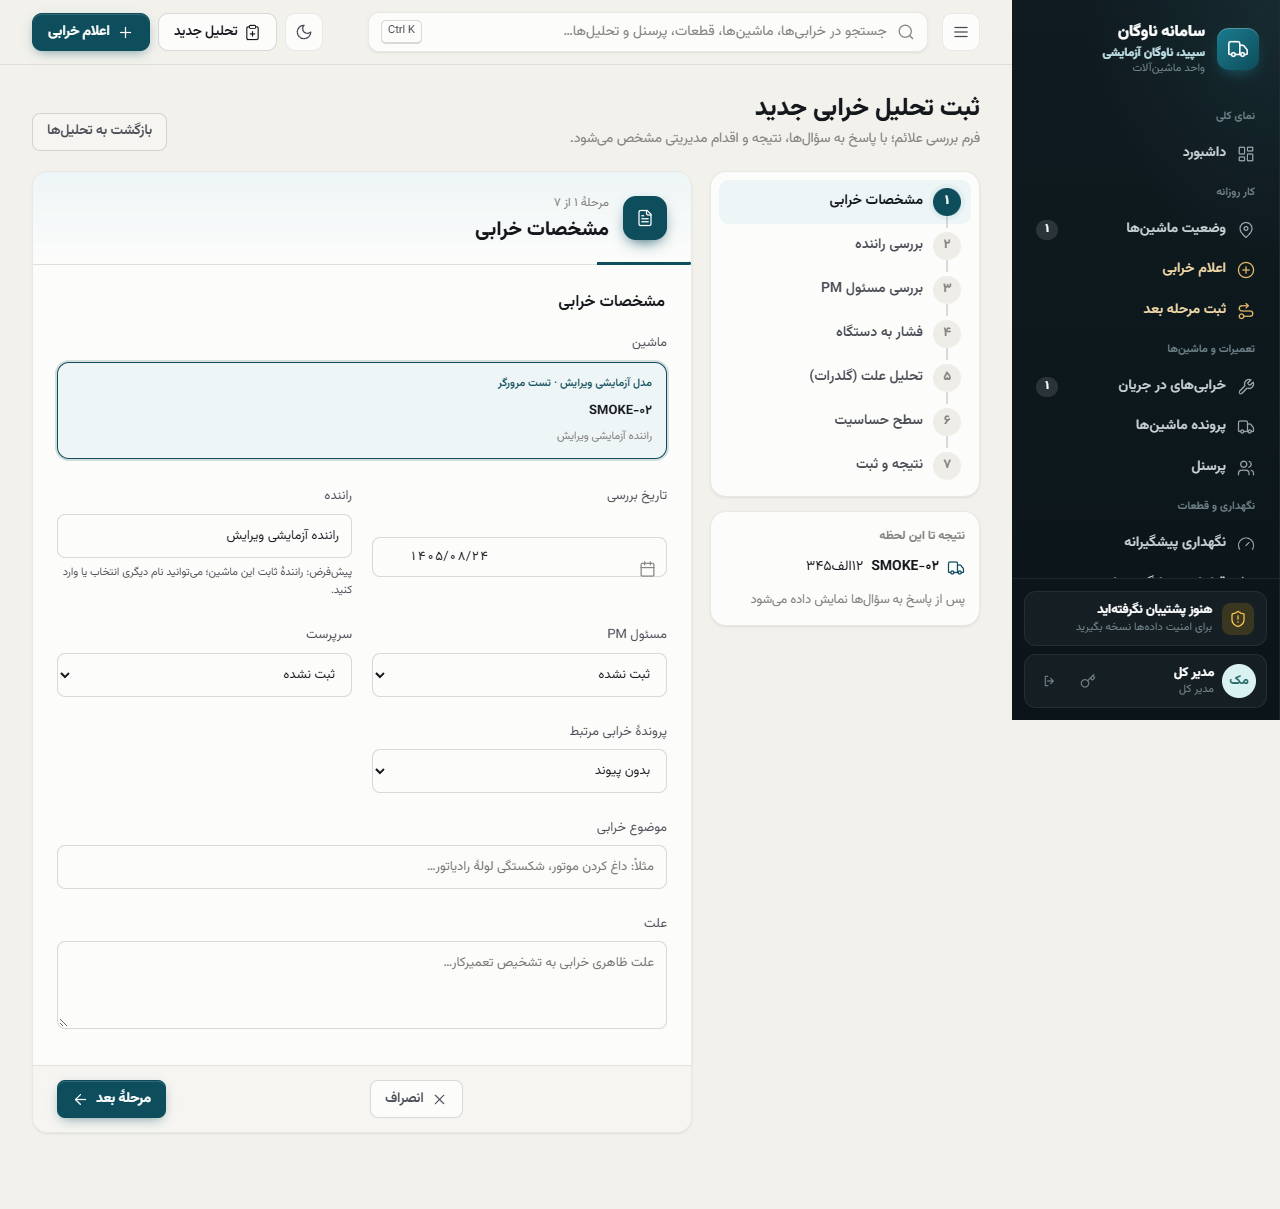 سامانه ناوگان
سپید، ناوگان آزمایشی
واحد ماشین‌آلات
نمای کلی
داشبورد
کار روزانه
وضعیت ماشین‌ها
۱
اعلام خرابی
ثبت مرحله بعد
تعمیرات و ماشین‌ها
خرابی‌های در جریان
۱
پرونده ماشین‌ها
پرسنل
نگهداری و قطعات
نگهداری پیشگیرانه
هنوز پشتیبان نگرفته‌اید
برای امنیت داده‌ها نسخه بگیرید
مک
مدیر کل
مدیر کل
جستجو در خرابی‌ها، ماشین‌ها، قطعات، پرسنل و تحلیل‌ها...
Ctrl K
تحلیل جدید
اعلام خرابی
ثبت تحلیل خرابی جدید
فرم بررسی علائم؛ با پاسخ به سؤال‌ها، نتیجه و اقدام مدیریتی مشخص می‌شود.
بازگشت به تحلیل‌ها
۱ مشخصات خرابی
۲ بررسی راننده
۳ بررسی مسئول PM
۴ فشار به دستگاه
۵ تحلیل علت (گلدرات)
۶ سطح حساسیت
۷ نتیجه و ثبت
نتیجه تا این لحظه
SMOKE-۰۲ ۱۲الف۳۴۵
پس از پاسخ به سؤال‌ها نمایش داده می‌شود
مرحلهٔ ۱ از ۷
مشخصات خرابی
مشخصات خرابی
ماشین
مدل آزمایشی ویرایش · تست مرورگر
SMOKE-۰۲
راننده آزمایشی ویرایش
تاریخ بررسی
۱۴۰۵/۰۸/۲۴
راننده
راننده آزمایشی ویرایش
پیش‌فرض: رانندهٔ ثابت این ماشین؛ می‌توانید نام دیگری انتخاب یا وارد
کنید.
مسئول PM
ثبت نشده
سرپرست
ثبت نشده
پروندهٔ خرابی مرتبط
بدون پیوند
موضوع خرابی
مثلاً: داغ کردن موتور، شکستگی لولهٔ رادیاتور...
علت
علت ظاهری خرابی به تشخیص تعمیرکار...
انصراف
مرحلهٔ بعد